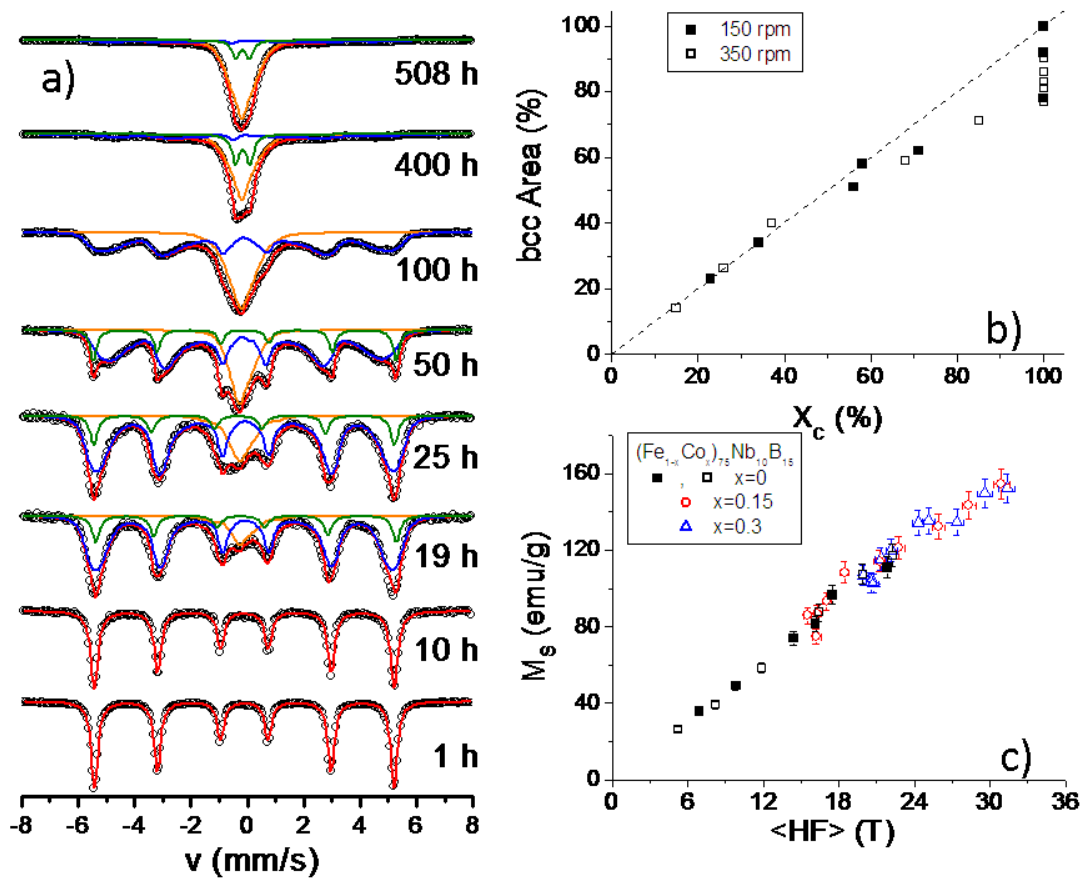 a)
508 h
400 h
100 h
50 h
25 h
19 h
10 h
1 h
-8 -6 -4 -2 0 2 4 6 8
v (mm/s)
100
80
60
40
20
0
bcc Area (%)
150 rpm
350 rpm
b)
0 20 40 60 80 100
X_c (%)
160
120
80
40
0
M_s (emu/g)
(Fe_1-x Co_x)_75 Nb_10 B_15
, x=0
x=0.15
x=0.3
c)
0 6 12 18 24 30 36
<HF> (T)